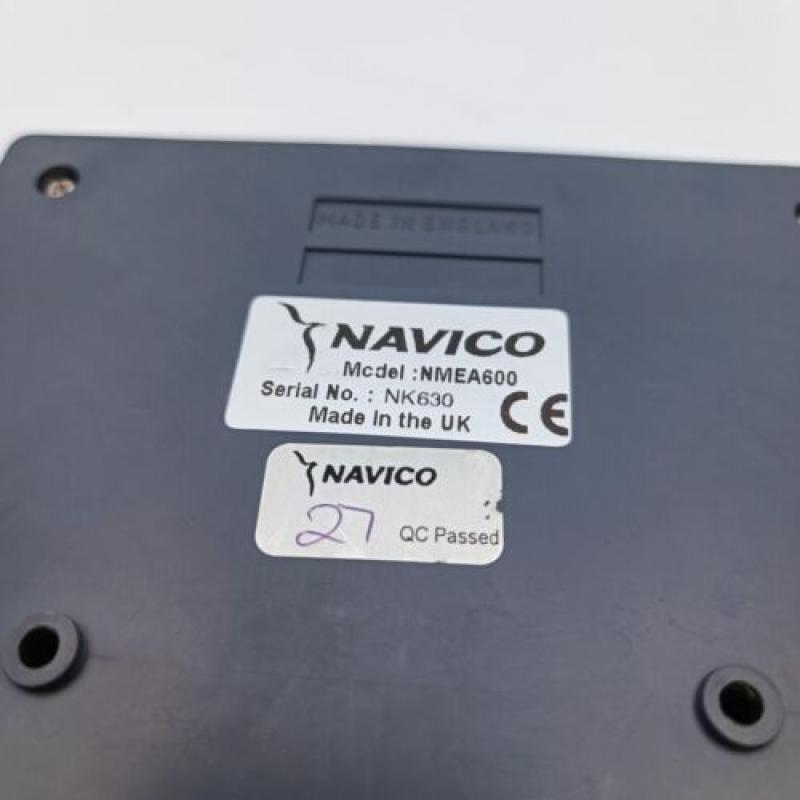 MADE IN ENGLAND
NAVICO
Model :NMEA600
Serial No. : NK630
Made in the UK CE
NAVICO
27 QC Passed